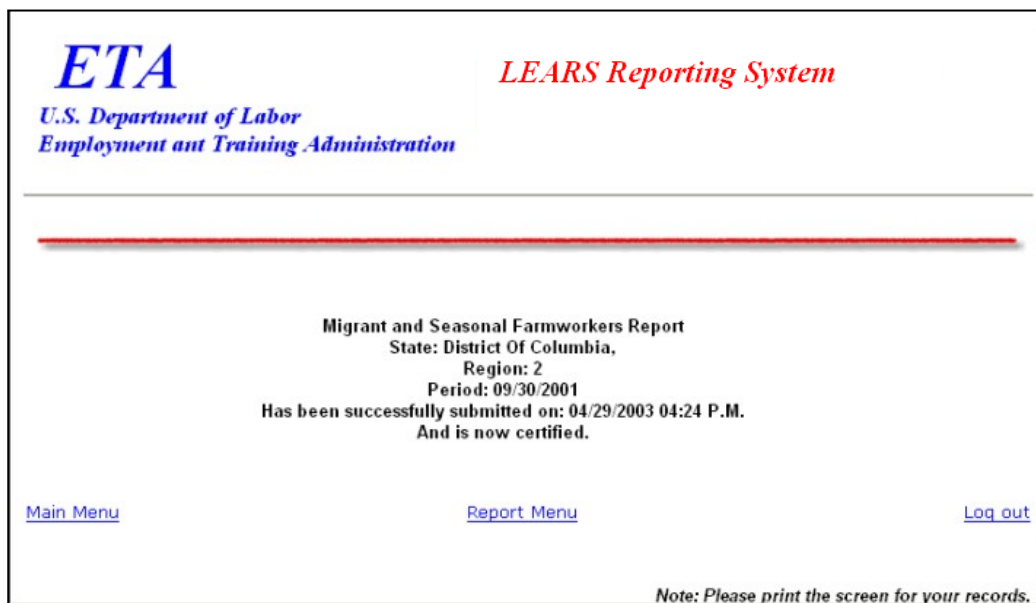 ETA
LEARS Reporting System
U.S. Department of Labor
Employment ant Training Administration
Migrant and Seasonal Farmworkers Report
State: District Of Columbia,
Region: 2
Period: 09/30/2001
Has been successfully submitted on: 04/29/2003 04:24 P.M.
And is now certified.
Main Menu Report Menu Log out
Note: Please print the screen for your records.